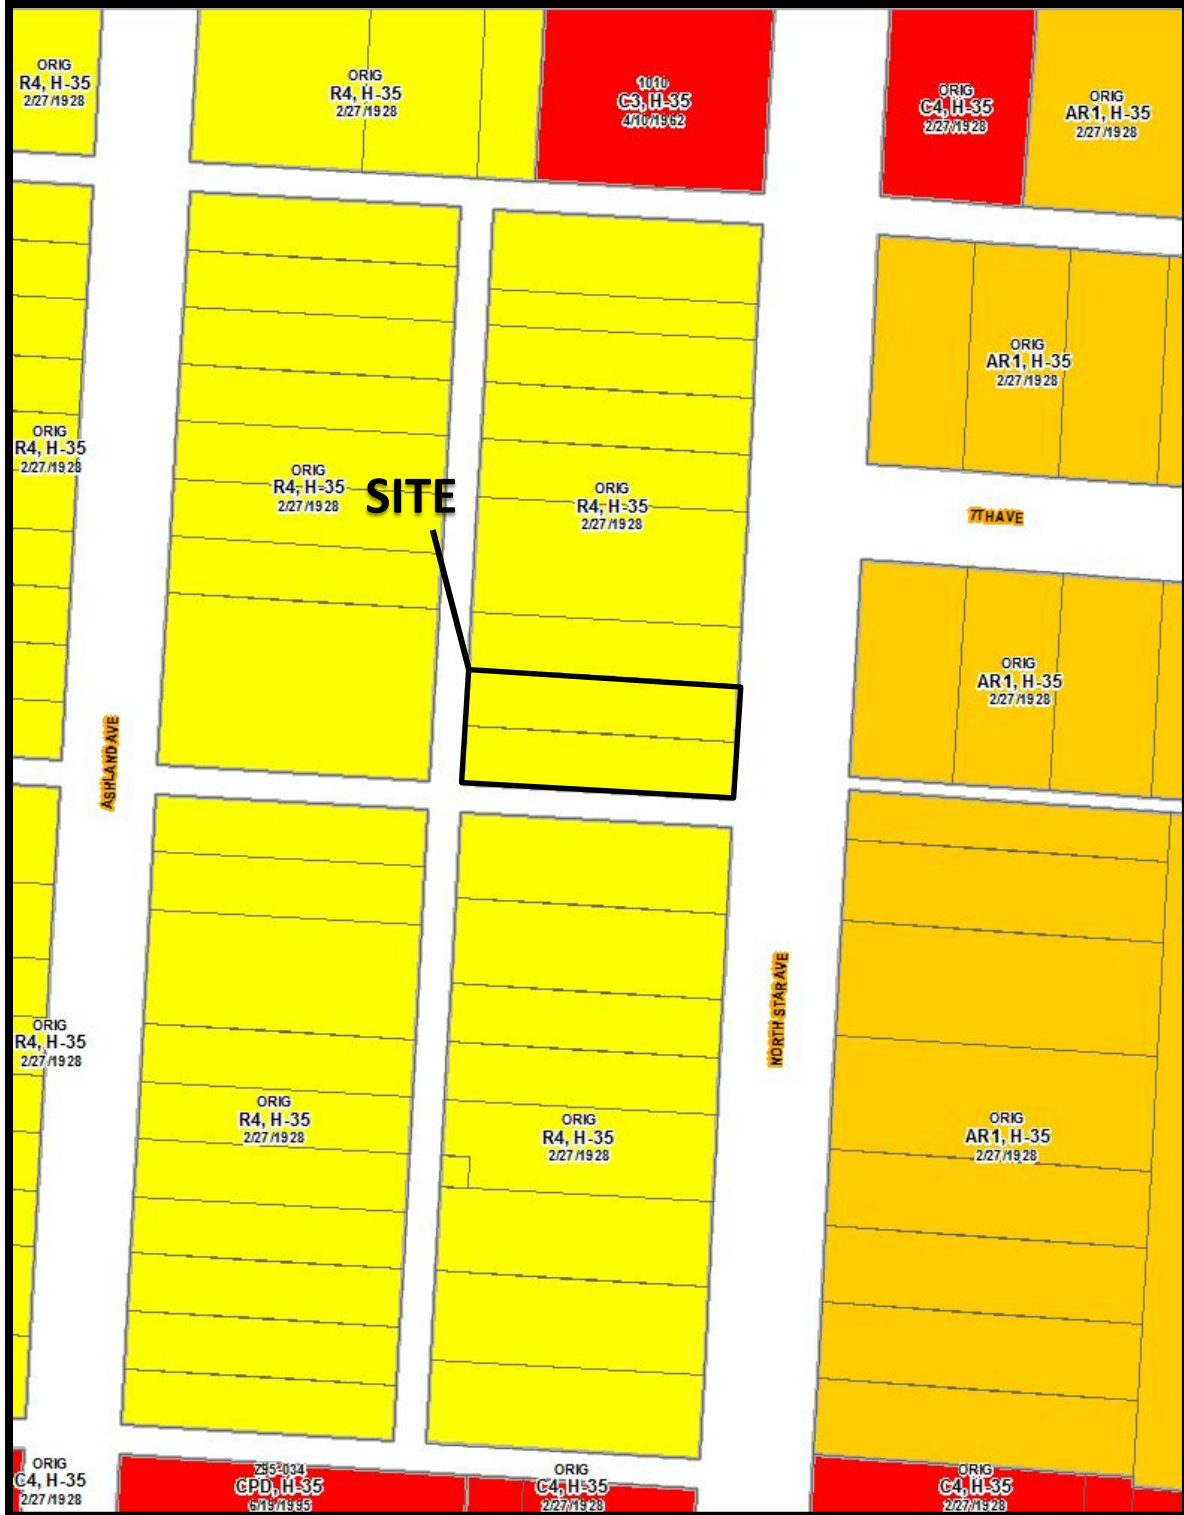 ORIG
R4, H-35
2/27/1928
ORIG
R4, H-35
2/27/1928
1010
C3, H-35
4/10/1962
ORIG
C4, H-35
2/27/1928
ORIG
AR1, H-35
2/27/1928
ORIG
AR1, H-35
2/27/1928
ORIG
R4, H-35
2/27/1928
ORIG
R4, H-35
2/27/1928
SITE
ORIG
R4, H-35
2/27/1928
7TH AVE
ORIG
AR1, H-35
2/27/1928
ASHLAND AVE
NORTH STAR AVE
ORIG
R4, H-35
2/27/1928
ORIG
R4, H-35
2/27/1928
ORIG
R4, H-35
2/27/1928
ORIG
AR1, H-35
2/27/1928
ORIG
C4, H-35
2/27/1928
Z95-034
CPD, H-35
6/19/1995
ORIG
C4, H-35
2/27/1928
ORIG
C4, H-35
2/27/1928